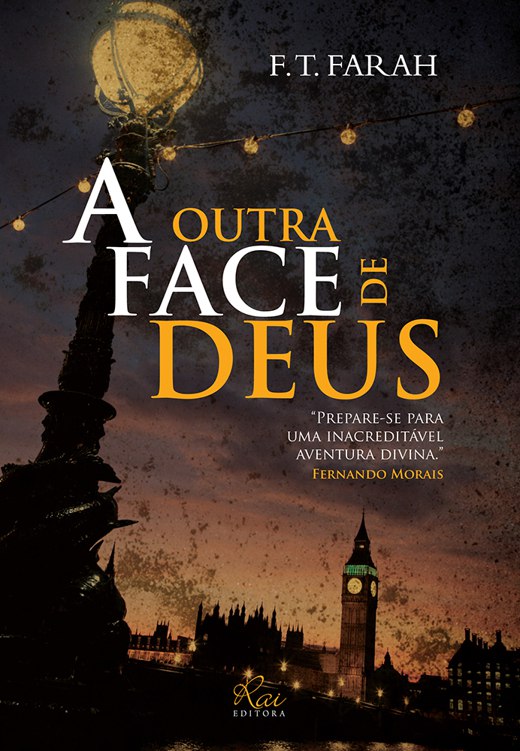 F. T. FARAH
A OUTRA
FACE DE
DEUS
“PREPARE-SE PARA
UMA INACREDITÁVEL
AVENTURA DIVINA.”
FERNANDO MORAIS
Rai
EDITORA